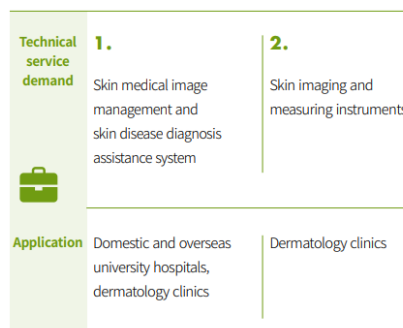 Technical
service
demand
1.
Skin medical image
management and
skin disease diagnosis
assistance system
2.
Skin imaging and
measuring instruments
Application
Domestic and overseas
university hospitals,
dermatology clinics
Dermatology clinics